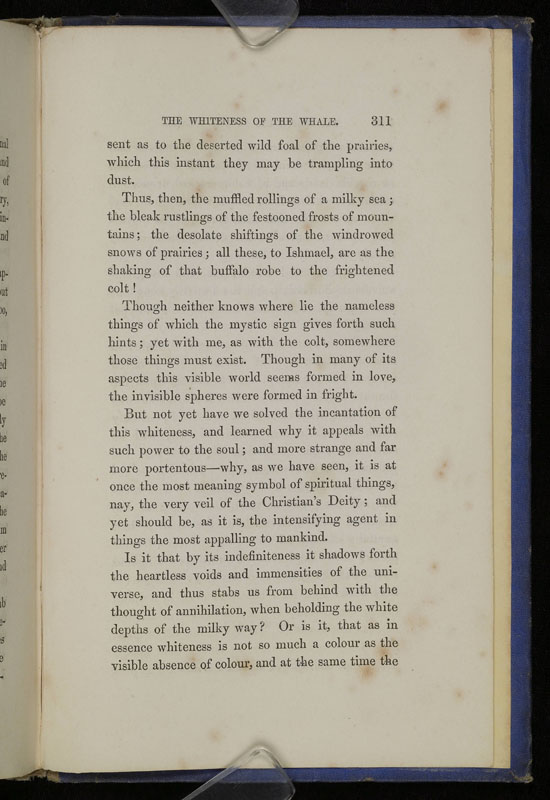 THE WHITENESS OF THE WHALE. 311
sent as to the deserted wild foal of the prairies,
which this instant they may be trampling into
dust.
Thus, then, the muffled rollings of a milky sea;
the bleak rustlings of the festooned frosts of moun-
tains; the desolate shiftings of the windrowed
snows of prairies; all these, to Ishmael, are as the
shaking of that buffalo robe to the frightened
colt!
Though neither knows where lie the nameless
things of which the mystic sign gives forth such
hints; yet with me, as with the colt, somewhere
those things must exist. Though in many of its
aspects this visible world seems formed in love,
the invisible spheres were formed in fright.
But not yet have we solved the incantation of
this whiteness, and learned why it appeals with
such power to the soul; and more strange and far
more portentous—why, as we have seen, it is at
once the most meaning symbol of spiritual things,
nay, the very veil of the Christian's Deity; and
yet should be, as it is, the intensifying agent in
things the most appalling to mankind.
Is it that by its indefiniteness it shadows forth
the heartless voids and immensities of the uni-
verse, and thus stabs us from behind with the
thought of annihilation, when beholding the white
depths of the milky way? Or is it, that as in
essence whiteness is not so much a colour as the
visible absence of colour, and at the same time the